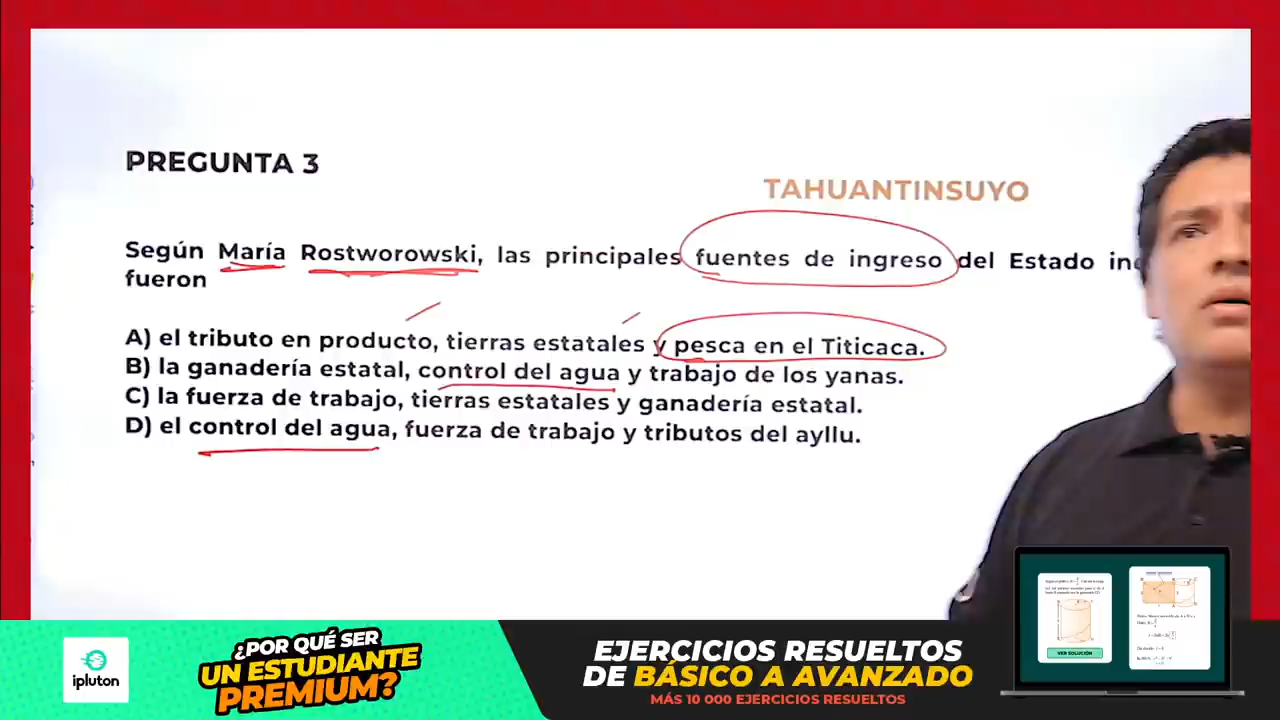 PREGUNTA 3
TAHUANTINSUYO
Según María Rostworowski, las principales fuentes de ingreso del Estado
fueron
A) el tributo en producto, tierras estatales y pesca en el Titicaca.
B) la ganadería estatal, control del agua y trabajo de los yanas.
C) la fuerza de trabajo, tierras estatales y ganadería estatal.
D) el control del agua, fuerza de trabajo y tributos del ayllu.
ipluton
¿POR QUÉ SER
UN ESTUDIANTE
PREMIUM?
EJERCICIOS RESUELTOS
DE BÁSICO A AVANZADO
MÁS 10 000 EJERCICIOS RESUELTOS
VER SOLUCIÓN